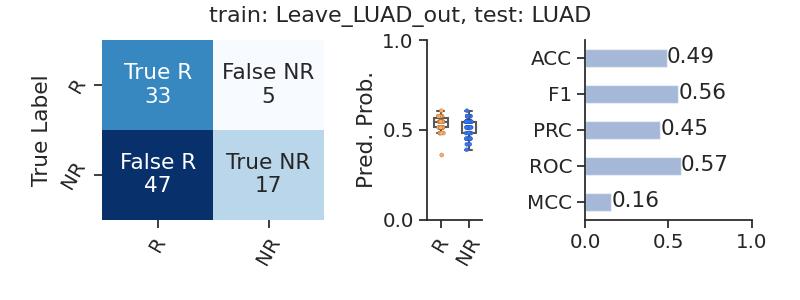 train: Leave_LUAD_out, test: LUAD
True Label
R
NR
True R
33
False NR
5
False R
47
True NR
17
R
NR
Pred. Prob.
1.0
0.5
0.0
R
NR
ACC
0.49
F1
0.56
PRC
0.45
ROC
0.57
MCC
0.16
0.0
0.5
1.0